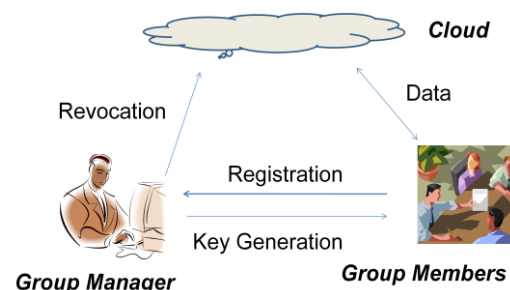 Cloud
Revocation
Data
Registration
Key Generation
Group Manager
Group Members